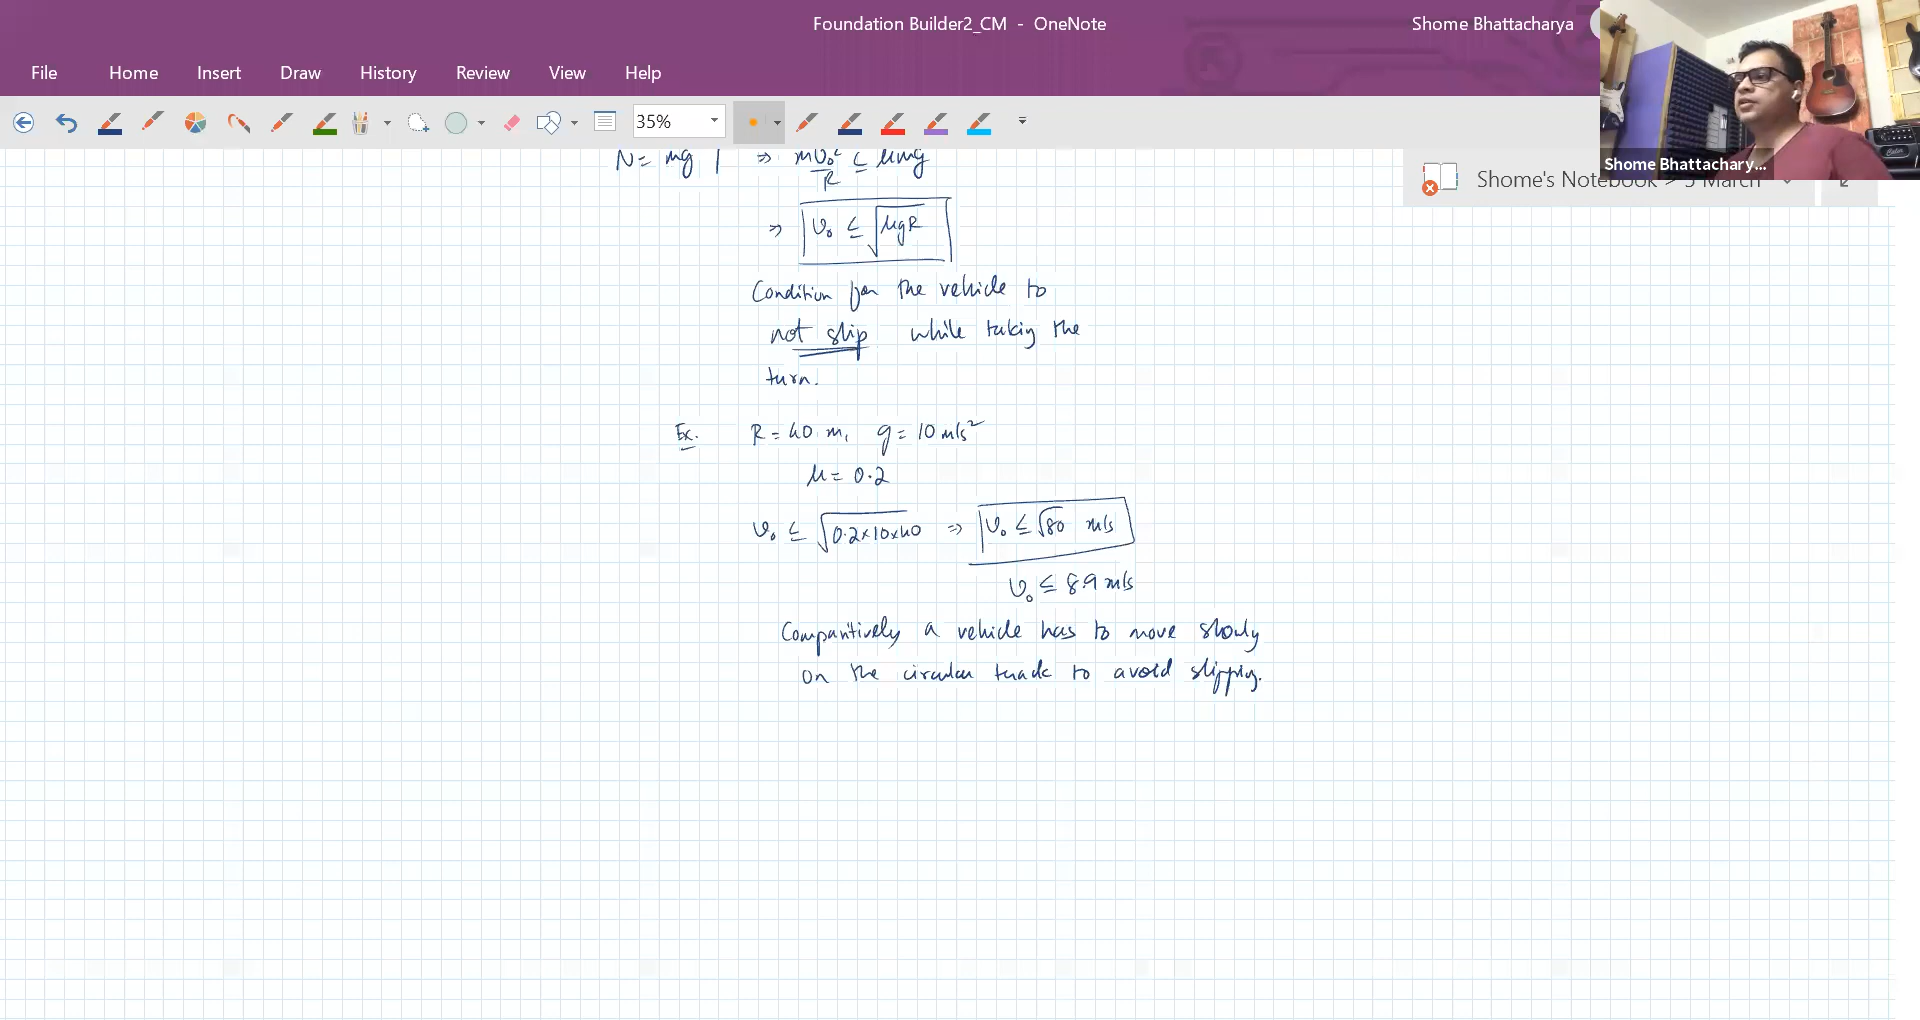 Foundation Builder2_CM - OneNote
Shome Bhattacharya
File Home Insert Draw History Review View Help
35%
Shome Bhattachary...
Shome's Notebook > 5 March
N = mg | ⇒ mv₀²/R ≤ μmg
⇒ v₀ ≤ √μgR
Condition for the vehicle to
not slip while taking the
turn.
Ex. R = 40 m, g = 10 m/s²
μ = 0.2
v₀ ≤ √0.2×10×40 ⇒ v₀ ≤ √80 m/s
v₀ ≤ 8.9 m/s
Comparitively a vehicle has to move slowly
on the circular track to avoid slipping.